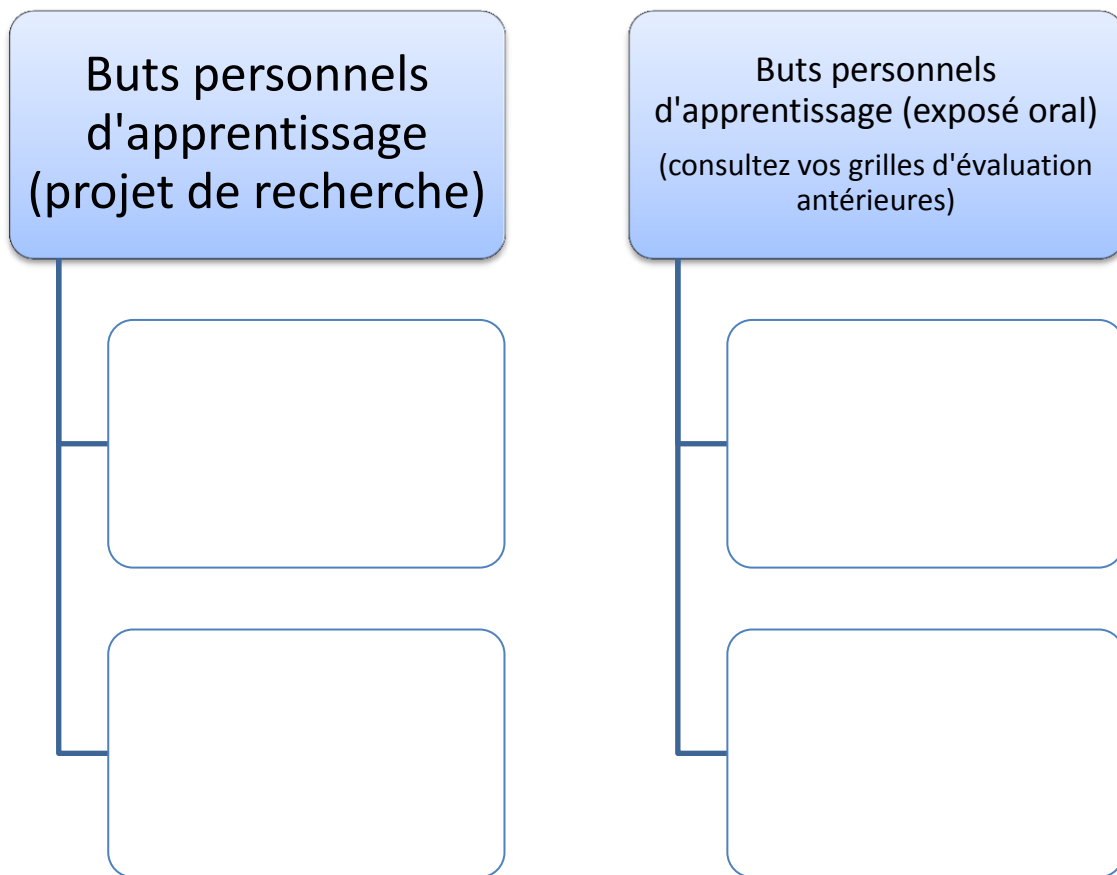 Buts personnels
d'apprentissage
(projet de recherche)
Buts personnels
d'apprentissage (exposé oral)
(consultez vos grilles d'évaluation
antérieures)